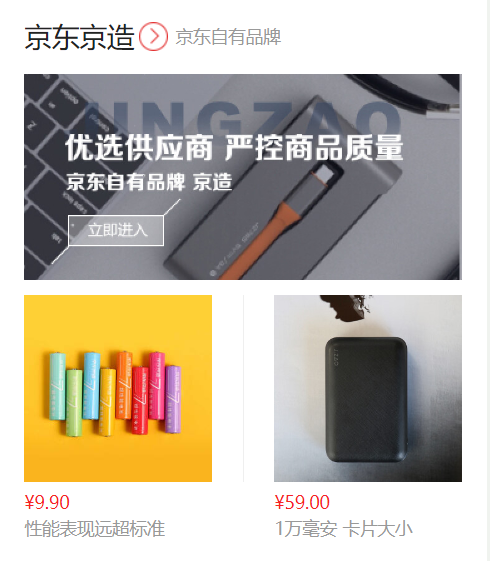 京东京造
京东自有品牌
JINGZAO
优选供应商 严控商品质量
京东自有品牌 京造
立即进入
¥9.90
性能表现远超标准
¥59.00
1万毫安 卡片大小